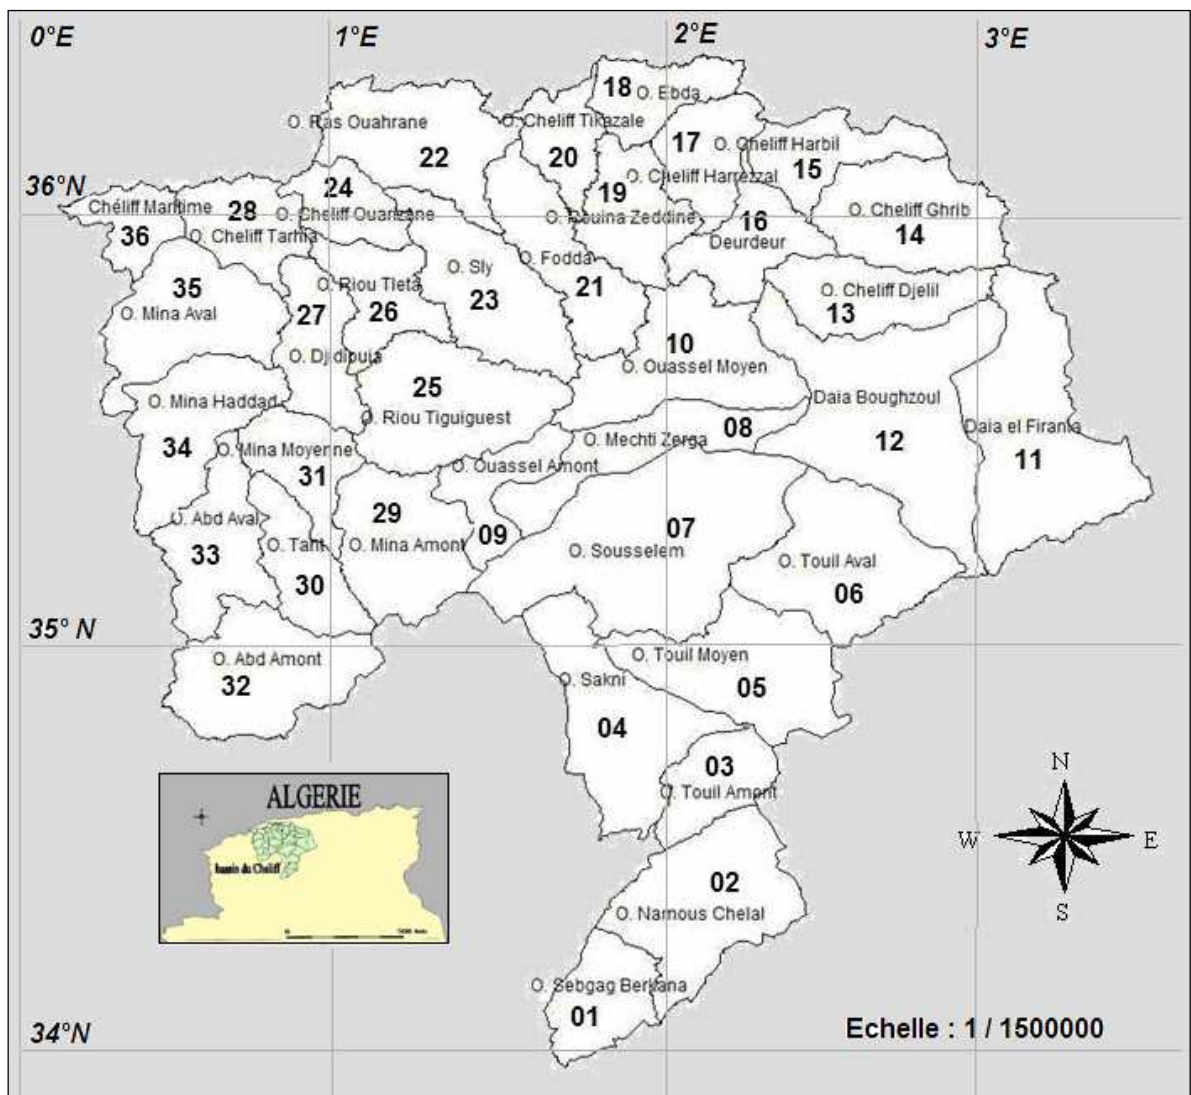 0°E
1°E
2°E
3°E
18
O. Ebda
O. Ras Ouahrane
O. Cheliff Tikazale
17
O. Cheliff Harbil
22
20
15
36°N
24
19
O. Cheliff Harrezzal
Chéliff Maritime
28
O. Cheliff Ouarizane
O. Rouina Zeddine
16
O. Cheliff Ghrib
36
O. Cheliff Tarhia
Deurdeur
14
O. Fodda
O. Sly
35
O. Riou Tleta
23
21
O. Cheliff Djelil
O. Mina Aval
27
26
13
10
O. Djidiouia
O. Ouassel Moyen
25
O. Mina Haddad
O. Riou Tiguiguest
Daia Boughzoul
08
Daia el Firania
34
O. Mina Moyenne
O. Mechti Zerga
12
11
31
O. Ouassel Amont
O. Abd Aval
29
07
33
O. Taht
O. Mina Amont
09
O. Sousselem
O. Touil Aval
30
06
35° N
O. Abd Amont
O. Touil Moyen
32
O. Sakni
05
04
03
O. Touil Amont
ALGERIE
bassin du Cheliff
N
W
E
S
02
O. Namous Chelal
O. Sebgag Berkana
01
34°N
Echelle : 1 / 1500000